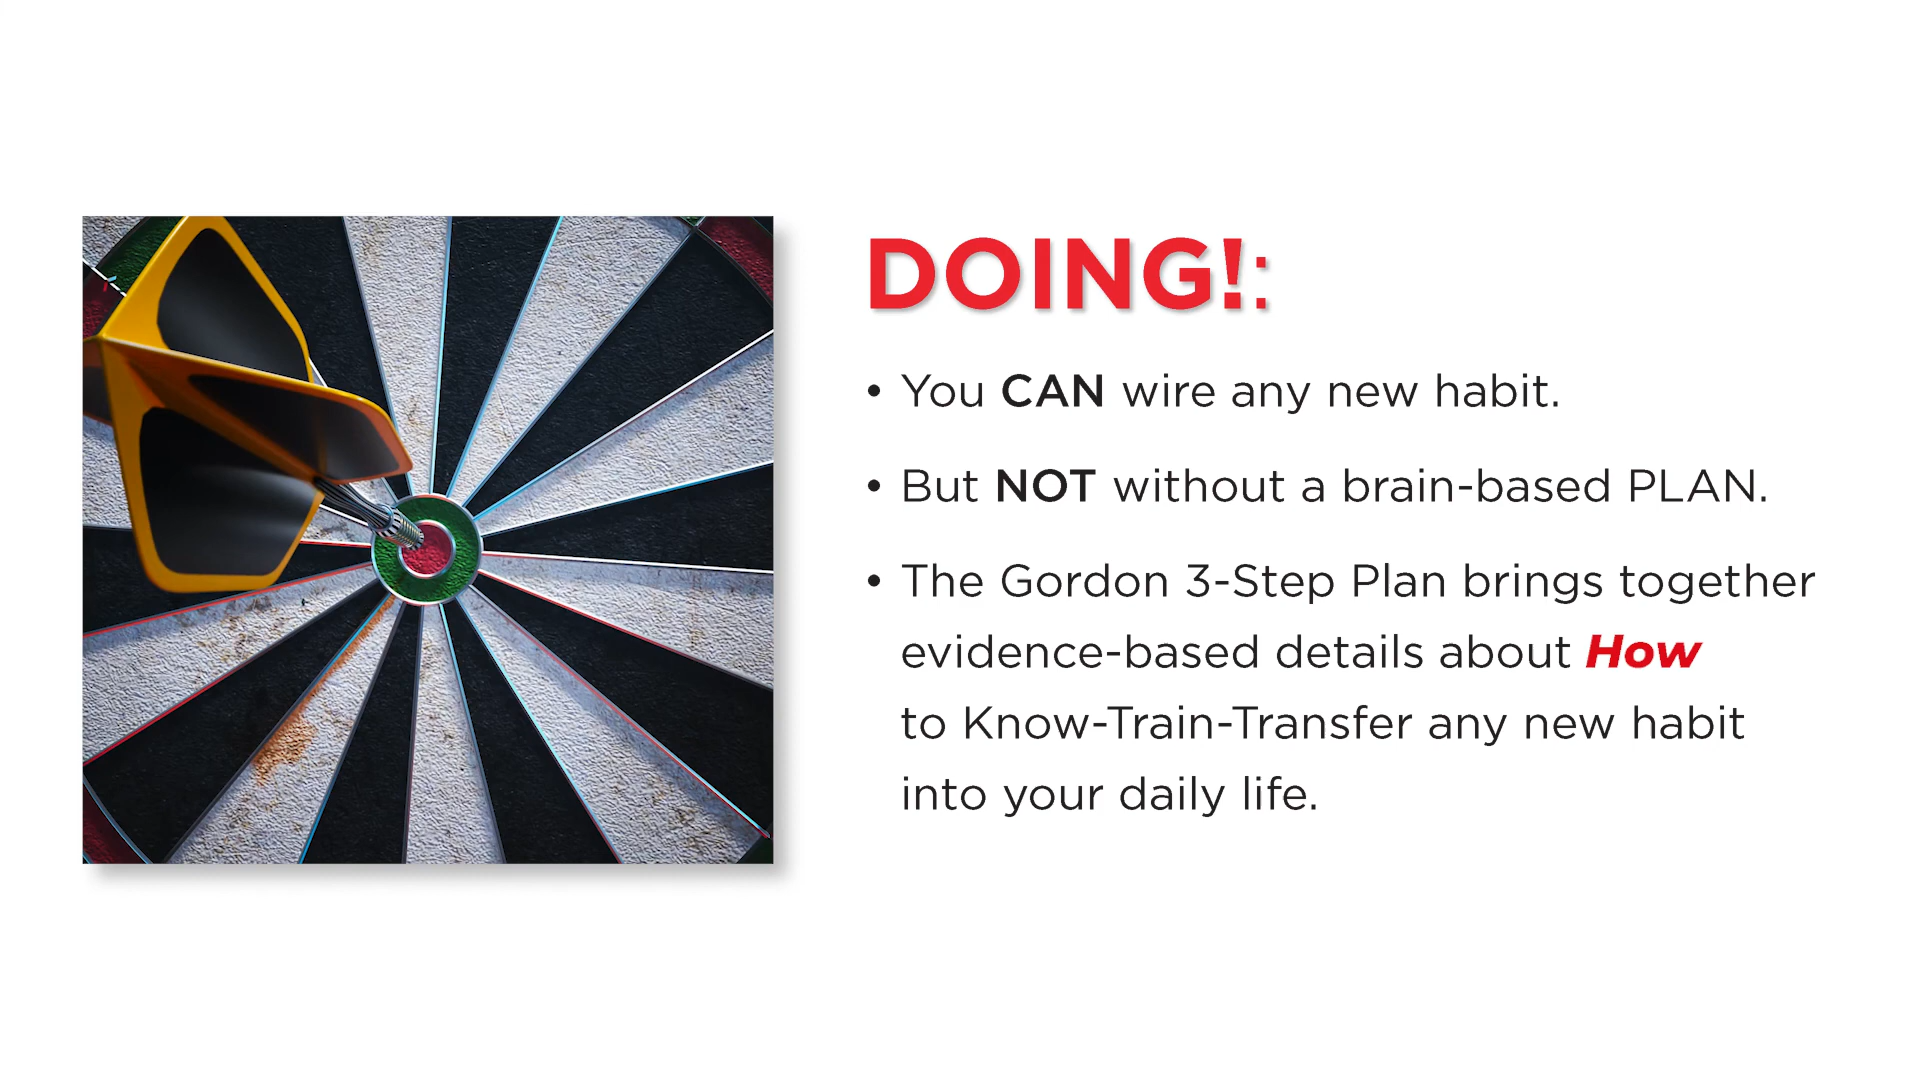 DOING!:
• You CAN wire any new habit.
• But NOT without a brain-based PLAN.
• The Gordon 3-Step Plan brings together
evidence-based details about How
to Know-Train-Transfer any new habit
into your daily life.